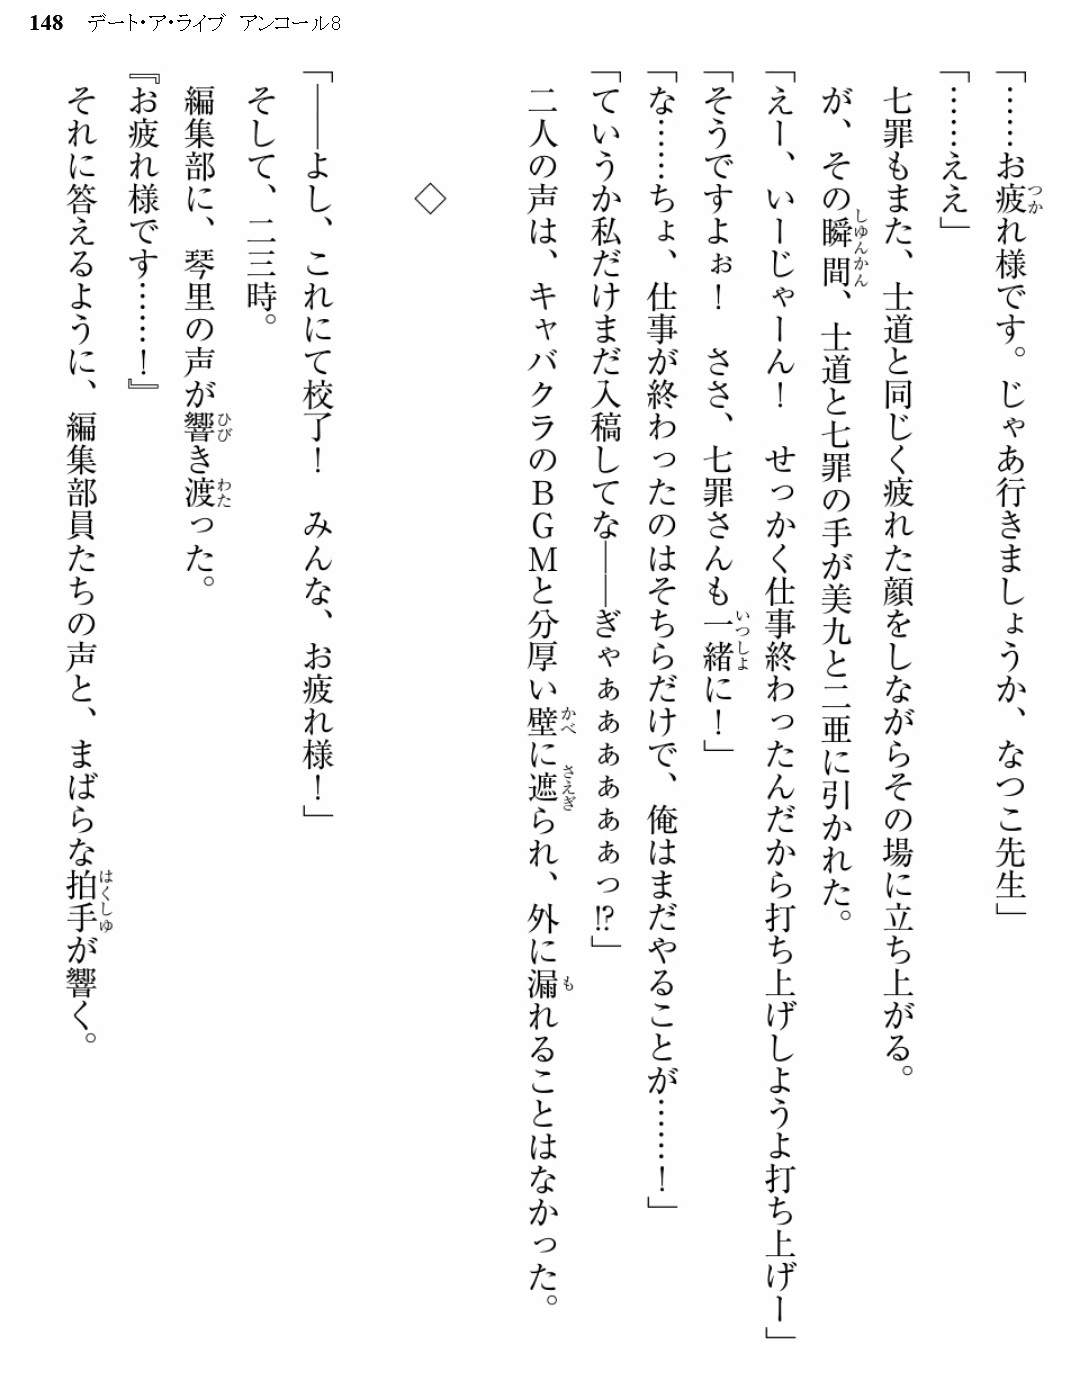 148 デート・ア・ライブ アンコール8
「……お疲れ様です。じゃあ行きましょうか、なつこ先生」
「……ええ」
七罪もまた、士道と同じく疲れた顔をしながらその場に立ち上がる。
が、その瞬間、士道と七罪の手が美九と二亜に引かれた。
「えー、いーじゃーん！　せっかく仕事終わったんだから打ち上げしようよ打ち上げー」
「そうですよぉ！　ささ、七罪さんも一緒に！」
「な……ちょ、仕事が終わったのはそちらだけで、俺はまだやることが……！」
「ていうか私だけまだ入稿してな――ぎゃぁぁぁぁぁぁっ!?」
二人の声は、キャバクラのＢＧＭと分厚い壁に遮られ、外に漏れることはなかった。
◇
「――よし、これにて校了！　みんな、お疲れ様！」
そして、二三時。
編集部に、琴里の声が響き渡った。
『お疲れ様です……！』
それに答えるように、編集部員たちの声と、まばらな拍手が響く。